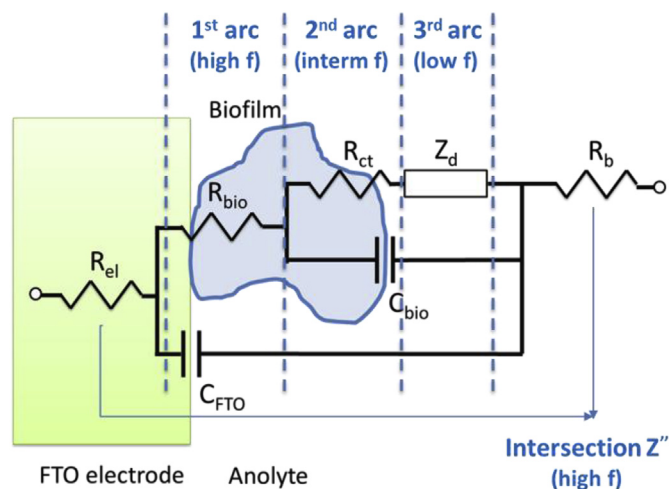 1st arc
(high f)
2nd arc
(interm f)
3rd arc
(low f)
Biofilm
Rct
Zd
Rb
Rbio
Rel
Cbio
CFTO
Intersection Z″
(high f)
FTO electrode
Anolyte